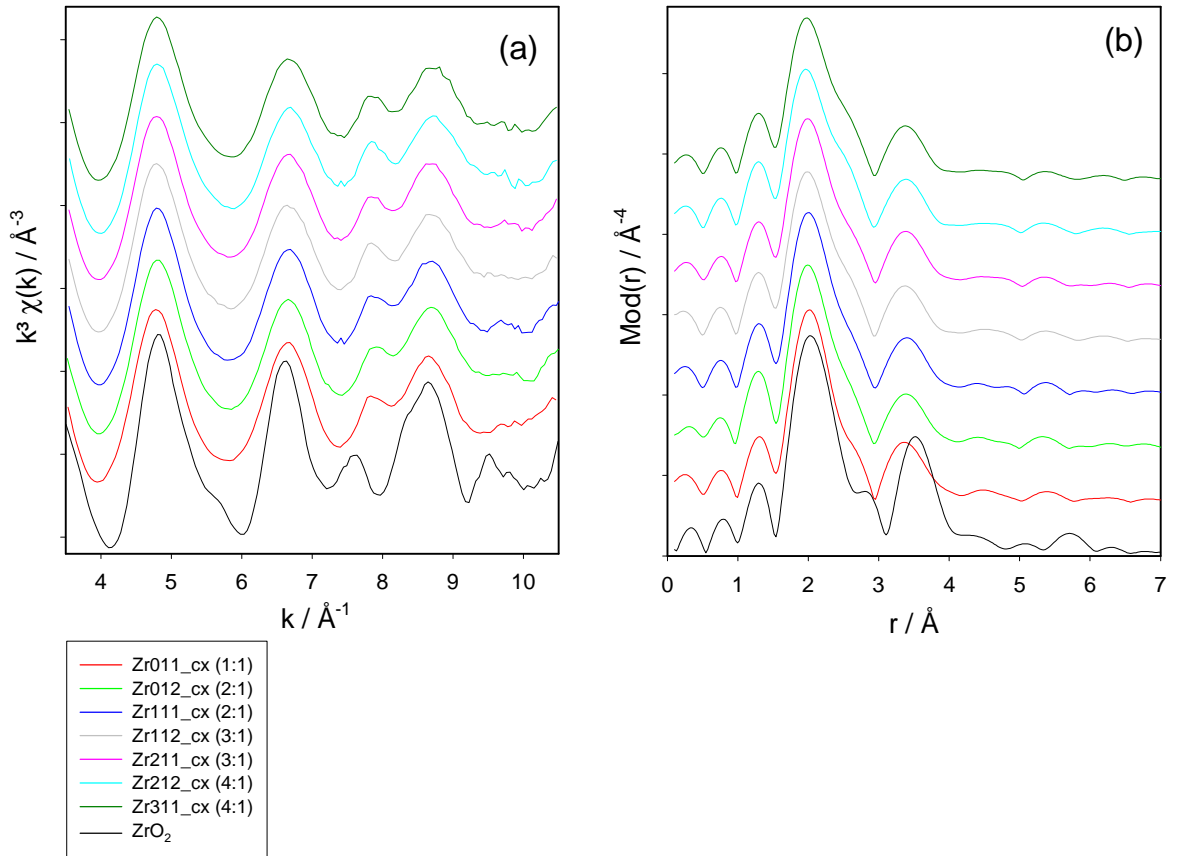 (a)
k³ χ(k) / Å-3
4 5 6 7 8 9 10
k / Å-1
(b)
Mod(r) / Å-4
0 1 2 3 4 5 6 7
r / Å
Zr011_cx (1:1)
Zr012_cx (2:1)
Zr111_cx (2:1)
Zr112_cx (3:1)
Zr211_cx (3:1)
Zr212_cx (4:1)
Zr311_cx (4:1)
ZrO2